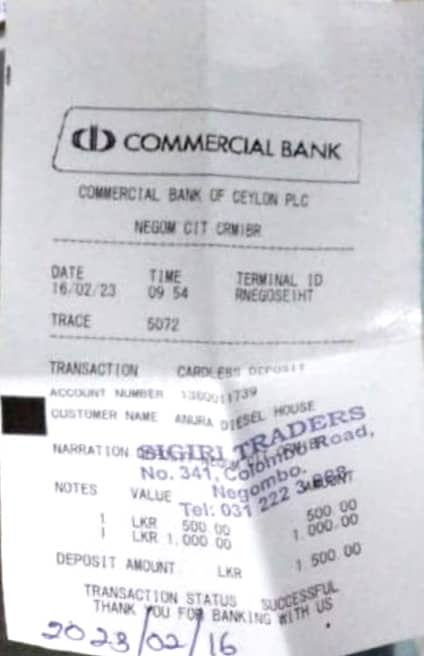 COMMERCIAL BANK
COMMERCIAL BANK OF CEYLON PLC
NEGOM CIT CRMIBR
DATE TIME TERMINAL ID
16/02/23 09 54 RNEGOSEIHT
TRACE 5072
TRANSACTION CARDLESS DEPOSIT
ACCOUNT NUMBER 1360011739
CUSTOMER NAME ANURA DIESEL HOUSE
NARRATION
SIGIRI TRADERS
No. 341, Colombo Road,
Negombo.
Tel: 031 222 3
NOTES VALUE AMOUNT
1 LKR 500.00 500.00
1 LKR 1,000.00 1.000.00
DEPOSIT AMOUNT LKR 1 500.00
TRANSACTION STATUS SUCCESSFUL
THANK YOU FOR BANKING WITH US
2023/02/16